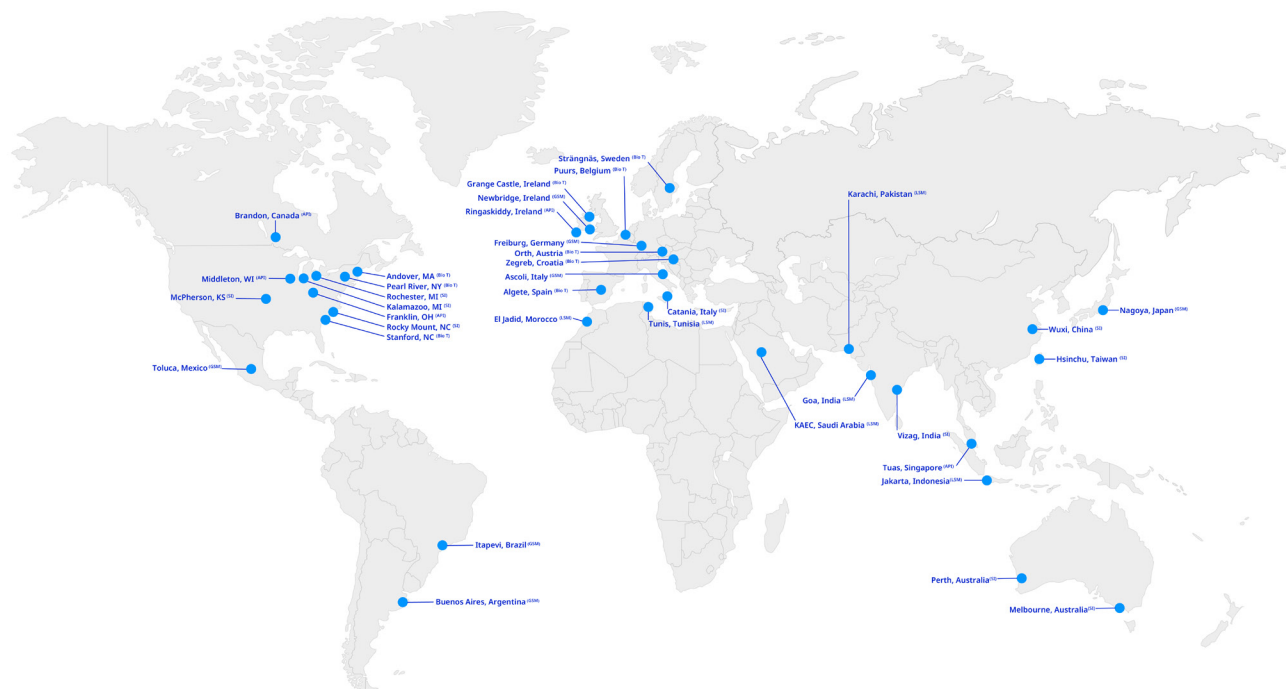 Strängnäs, Sweden (Bio T)
Puurs, Belgium (Bio T)
Grange Castle, Ireland (Bio T)
Newbridge, Ireland (GSM)
Ringaskiddy, Ireland (API)
Karachi, Pakistan (LSM)
Brandon, Canada (API)
Freiburg, Germany (GSM)
Orth, Austria (Bio T)
Zegreb, Croatia (Bio T)
Ascoli, Italy (GSM)
Algete, Spain (Bio T)
Catania, Italy (SI)
El Jadid, Morocco (LSM)
Tunis, Tunisia (LSM)
Middleton, WI (API)
McPherson, KS (SI)
Andover, MA (Bio T)
Pearl River, NY (Bio T)
Rochester, MI (SI)
Kalamazoo, MI (SI)
Franklin, OH (API)
Rocky Mount, NC (SI)
Stanford, NC (Bio T)
Toluca, Mexico (GSM)
Nagoya, Japan (GSM)
Wuxi, China (SI)
Hsinchu, Taiwan (SI)
Goa, India (LSM)
KAEC, Saudi Arabia (LSM)
Vizag, India (SI)
Tuas, Singapore (API)
Jakarta, Indonesia (LSM)
Itapevi, Brazil
Buenos Aires, Argentina (GSM)
Perth, Australia (SI)
Melbourne, Australia (SI)